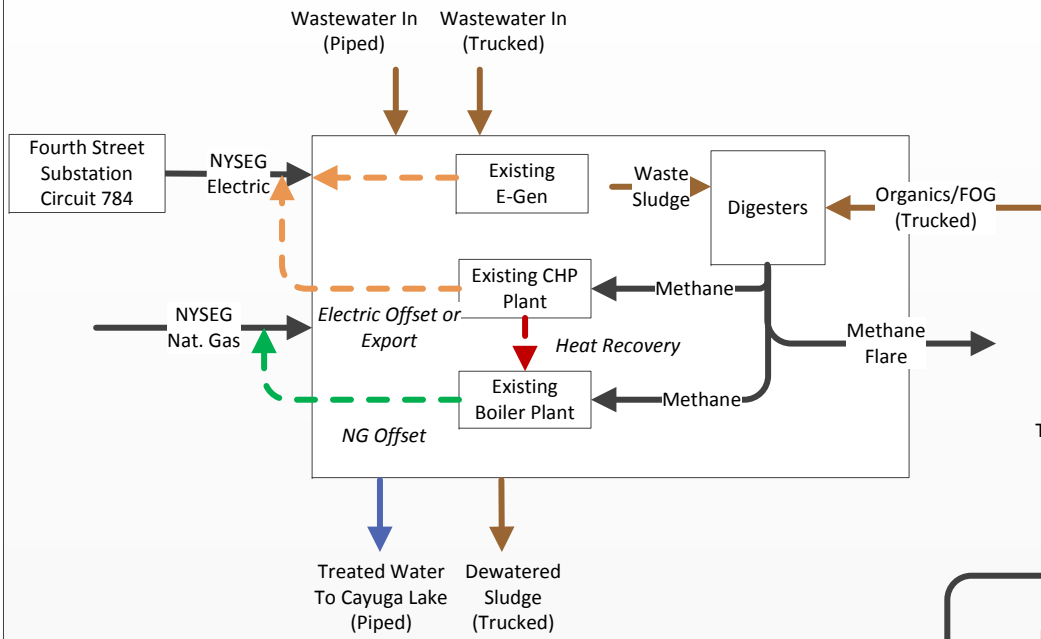 Wastewater In
(Piped)
Wastewater In
(Trucked)
Fourth Street
Substation
Circuit 784
NYSEG
Electric
Existing
E-Gen
Waste
Sludge
Digesters
Organics/FOG
(Trucked)
Existing CHP
Plant
Methane
NYSEG
Nat. Gas
Electric Offset or
Export
Heat Recovery
Methane
Flare
Existing
Boiler Plant
Methane
NG Offset
T
Treated Water
To Cayuga Lake
(Piped)
Dewatered
Sludge
(Trucked)